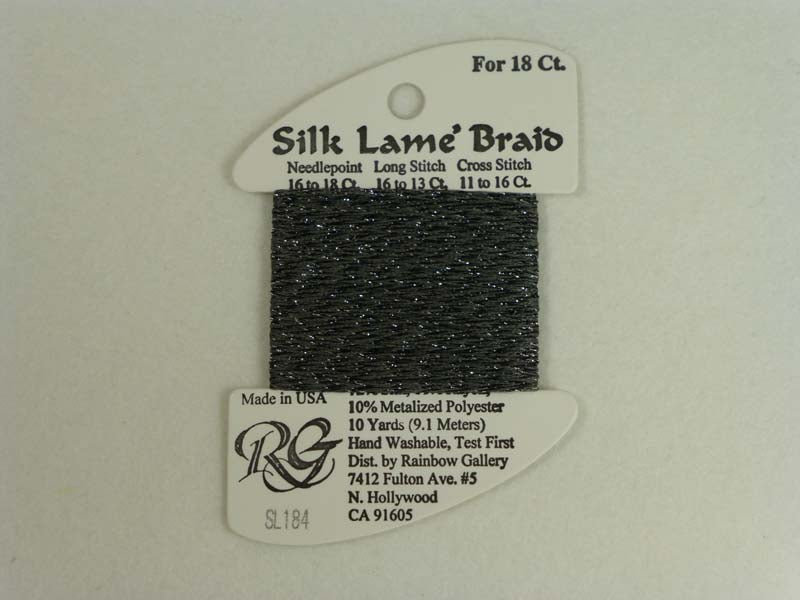 For 18 Ct.
Silk Lamé Braid
Needlepoint Long Stitch Cross Stitch
16 to 18 Ct. 16 to 13 Ct. 11 to 16 Ct.
Made in USA
10% Metalized Polyester
10 Yards (9.1 Meters)
Hand Washable, Test First
Dist. by Rainbow Gallery
7412 Fulton Ave. #5
N. Hollywood
CA 91605
RG
SL184